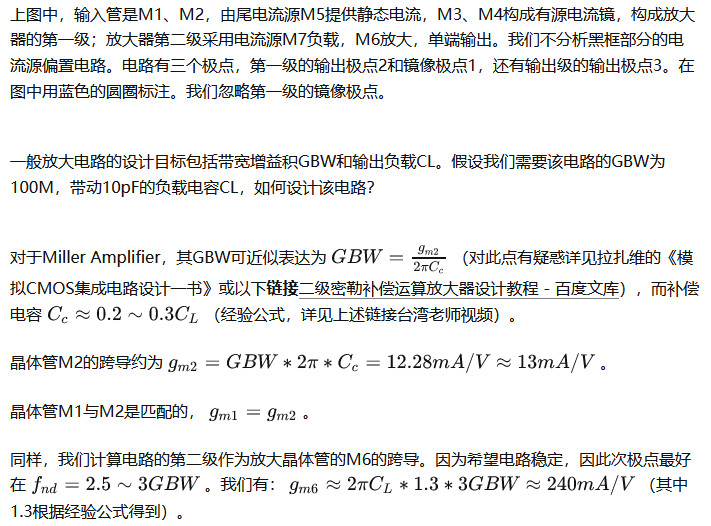 上图中，输入管是M1、M2，由尾电流源M5提供静态电流，M3、M4构成有源电流镜，构成放大
器的第一级；放大器第二级采用电流源M7负载，M6放大，单端输出。我们不分析黑框部分的电
流源偏置电路。电路有三个极点，第一级的输出极点2和镜像极点1，还有输出级的输出极点3。在
图中用蓝色的圆圈标注。我们忽略第一级的镜像极点。
一般放大电路的设计目标包括带宽增益积GBW和输出负载CL。假设我们需要该电路的GBW为
100M，带动10pF的负载电容CL，如何设计该电路？
对于Miller Amplifier，其GBW可近似表达为 $GBW = \frac{g_{m2}}{2\pi C_c}$ （对此点有疑惑详见拉扎维的《模
拟CMOS集成电路设计一书》或以下链接二级密勒补偿运算放大器设计教程 - 百度文库），而补偿
电容 $C_c \approx 0.2 \sim 0.3 C_L$ （经验公式，详见上述链接台湾老师视频）。
晶体管M2的跨导约为 $g_{m2} = GBW * 2\pi * C_c = 12.28mA/V \approx 13mA/V$ 。
晶体管M1与M2是匹配的， $g_{m1} = g_{m2}$ 。
同样，我们计算电路的第二级作为放大晶体管的M6的跨导。因为希望电路稳定，因此次极点最好
在 $f_{nd} = 2.5 \sim 3GBW$ 。我们有： $g_{m6} \approx 2\pi C_L * 1.3 * 3GBW \approx 240mA/V$ （其中
1.3根据经验公式得到）。